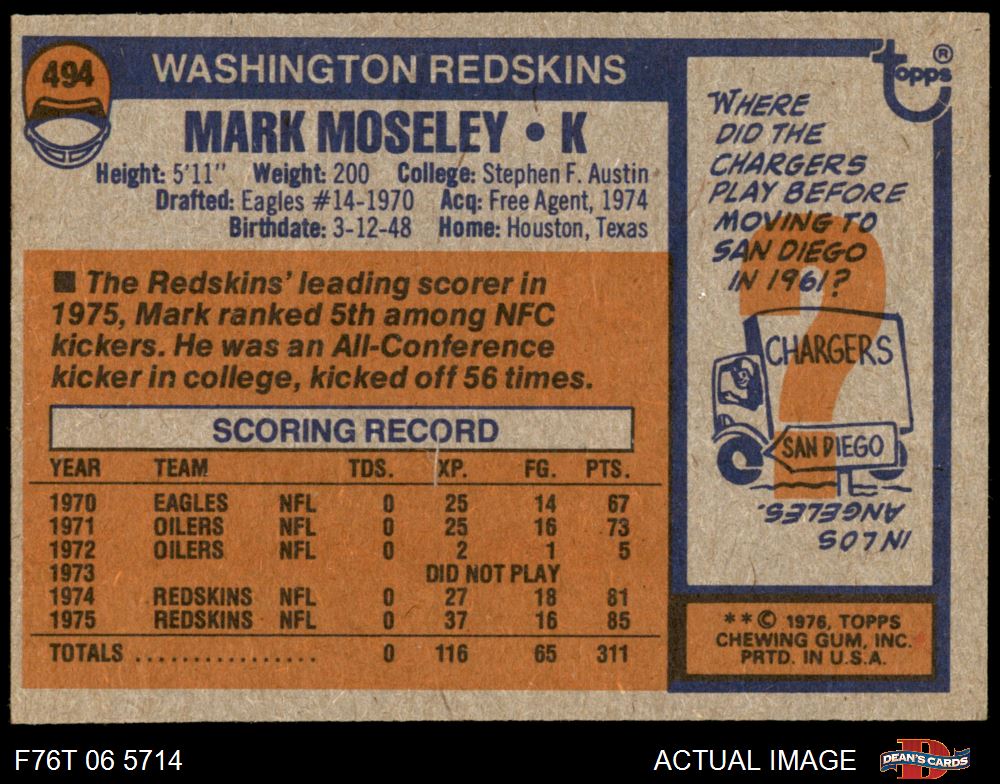 494
WASHINGTON REDSKINS
MARK MOSELEY • K
Height: 5'11" Weight: 200 College: Stephen F. Austin
Drafted: Eagles #14-1970 Acq: Free Agent, 1974
Birthdate: 3-12-48 Home: Houston, Texas
■ The Redskins' leading scorer in
1975, Mark ranked 5th among NFC
kickers. He was an All-Conference
kicker in college, kicked off 56 times.
SCORING RECORD
YEAR TEAM TDS. XP. FG. PTS.
1970 EAGLES NFL 0 25 14 67
1971 OILERS NFL 0 25 16 73
1972 OILERS NFL 0 2 1 5
1973 DID NOT PLAY
1974 REDSKINS NFL 0 27 18 81
1975 REDSKINS NFL 0 37 16 85
TOTALS ................ 0 116 65 311
topps®
WHERE
DID THE
CHARGERS
PLAY BEFORE
MOVING TO
SAN DIEGO
IN 1961?
?
CHARGERS
SAN DIEGO
IN LOS
ANGELES.
**© 1976, TOPPS
CHEWING GUM, INC.
PRTD. IN U.S.A.
F76T 06 5714
ACTUAL IMAGE
DEAN'S CARDS